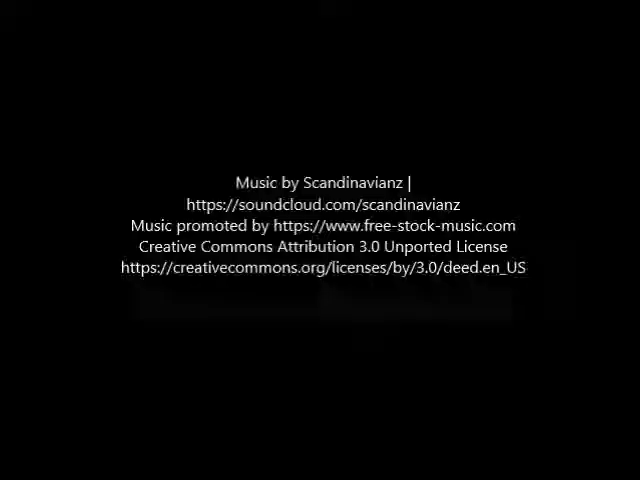 Music by Scandinavianz |
https://soundcloud.com/scandinavianz
Music promoted by https://www.free-stock-music.com
Creative Commons Attribution 3.0 Unported License
https://creativecommons.org/licenses/by/3.0/deed.en_US